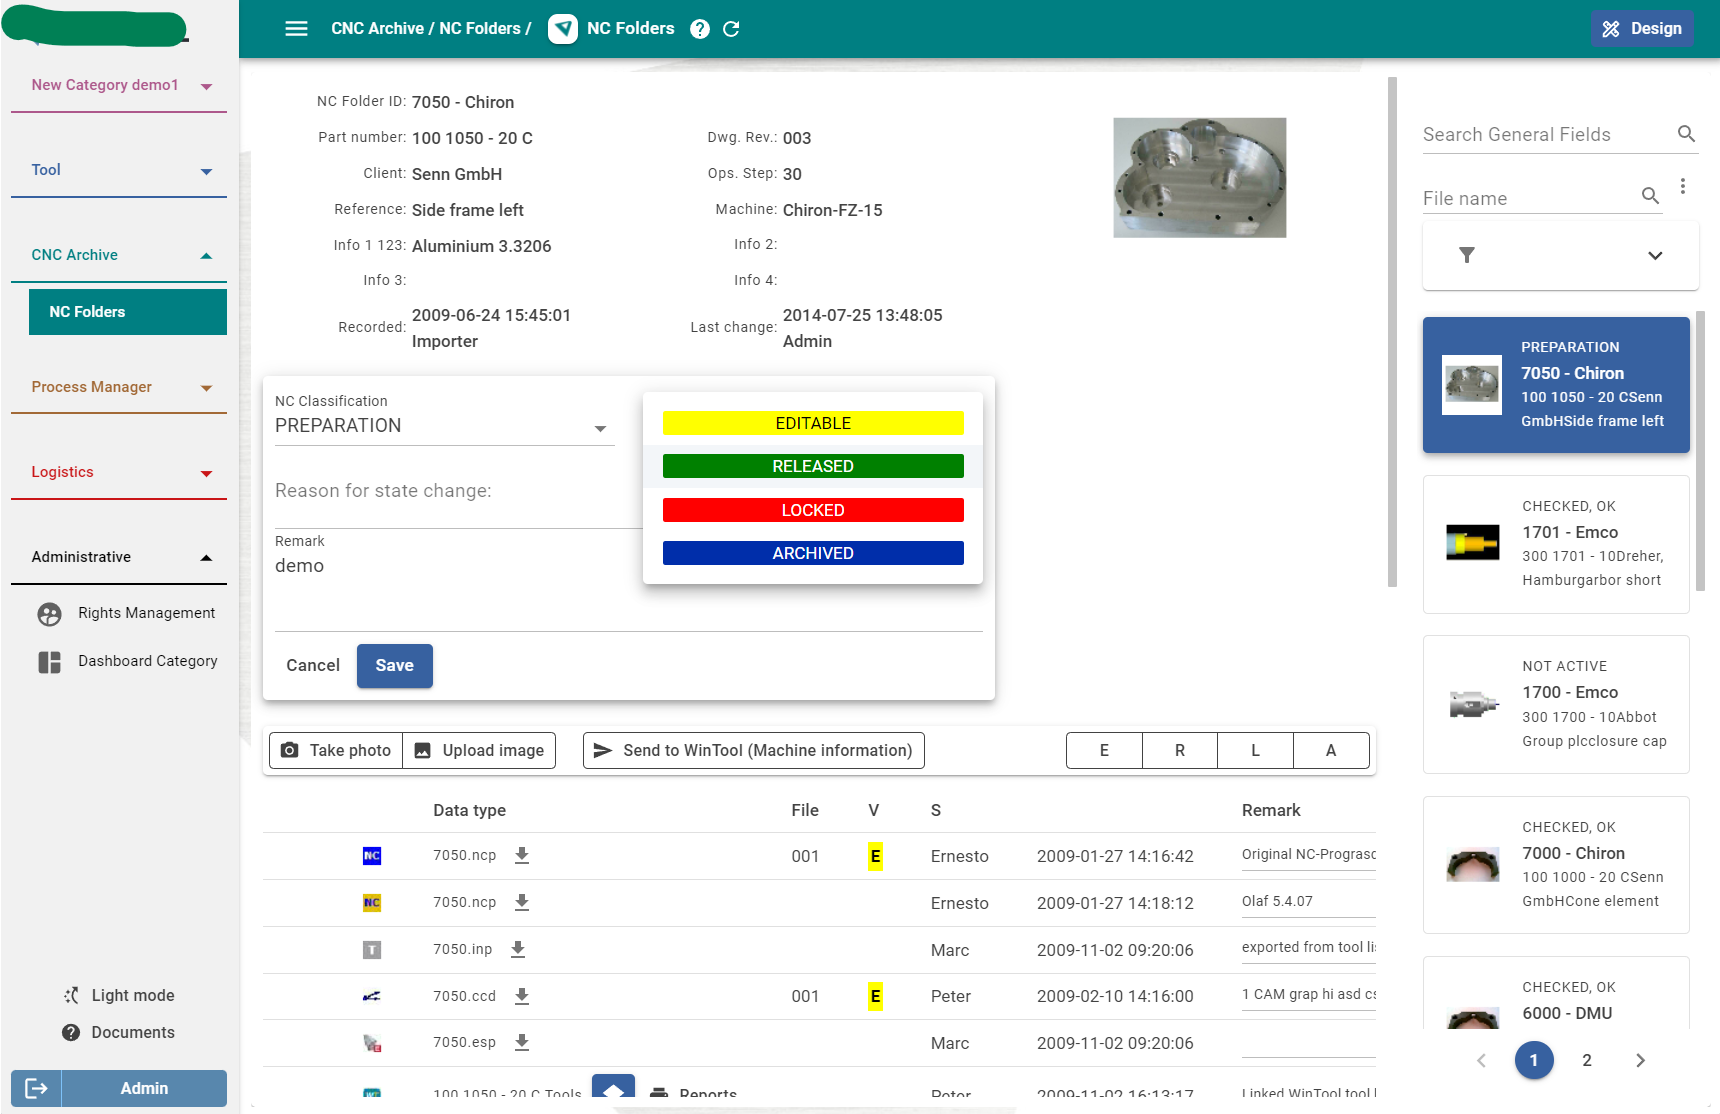 CNC Archive / NC Folders / NC Folders
Design
New Category demo1
Tool
CNC Archive
NC Folders
Process Manager
Logistics
Administrative
Rights Management
Dashboard Category
Light mode
Documents
Admin
NC Folder ID: 7050 - Chiron
Part number: 100 1050 - 20 C
Dwg. Rev.: 003
Client: Senn GmbH
Ops. Step: 30
Reference: Side frame left
Machine: Chiron-FZ-15
Info 1 123: Aluminium 3.3206
Info 2:
Info 3:
Info 4:
Recorded: 2009-06-24 15:45:01
Importer
Last change: 2014-07-25 13:48:05
Admin
NC Classification
PREPARATION
Reason for state change:
Remark
demo
EDITABLE
RELEASED
LOCKED
ARCHIVED
Cancel
Save
Take photo
Upload image
Send to WinTool (Machine information)
E R L A
Data type File V S Remark
NC 7050.ncp 001 E Ernesto 2009-01-27 14:16:42 Original NC-Prograsc
NC 7050.ncp Ernesto 2009-01-27 14:18:12 Olaf 5.4.07
T 7050.inp Marc 2009-11-02 09:20:06 exported from tool lis
7050.ccd 001 E Peter 2009-02-10 14:16:00 1 CAM grap hi asd cs
7050.esp Marc 2009-11-02 09:20:06
100 1050 - 20 C Tools Reports Peter 2009-11-02 16:13:17 Linked WinTool tool l
Search General Fields
File name
PREPARATION
7050 - Chiron
100 1050 - 20 CSenn
GmbHSide frame left
CHECKED, OK
1701 - Emco
300 1701 - 10Dreher,
Hamburgarbor short
NOT ACTIVE
1700 - Emco
300 1700 - 10Abbot
Group plcclosure cap
CHECKED, OK
7000 - Chiron
100 1000 - 20 CSenn
GmbHCone element
CHECKED, OK
6000 - DMU
1 2